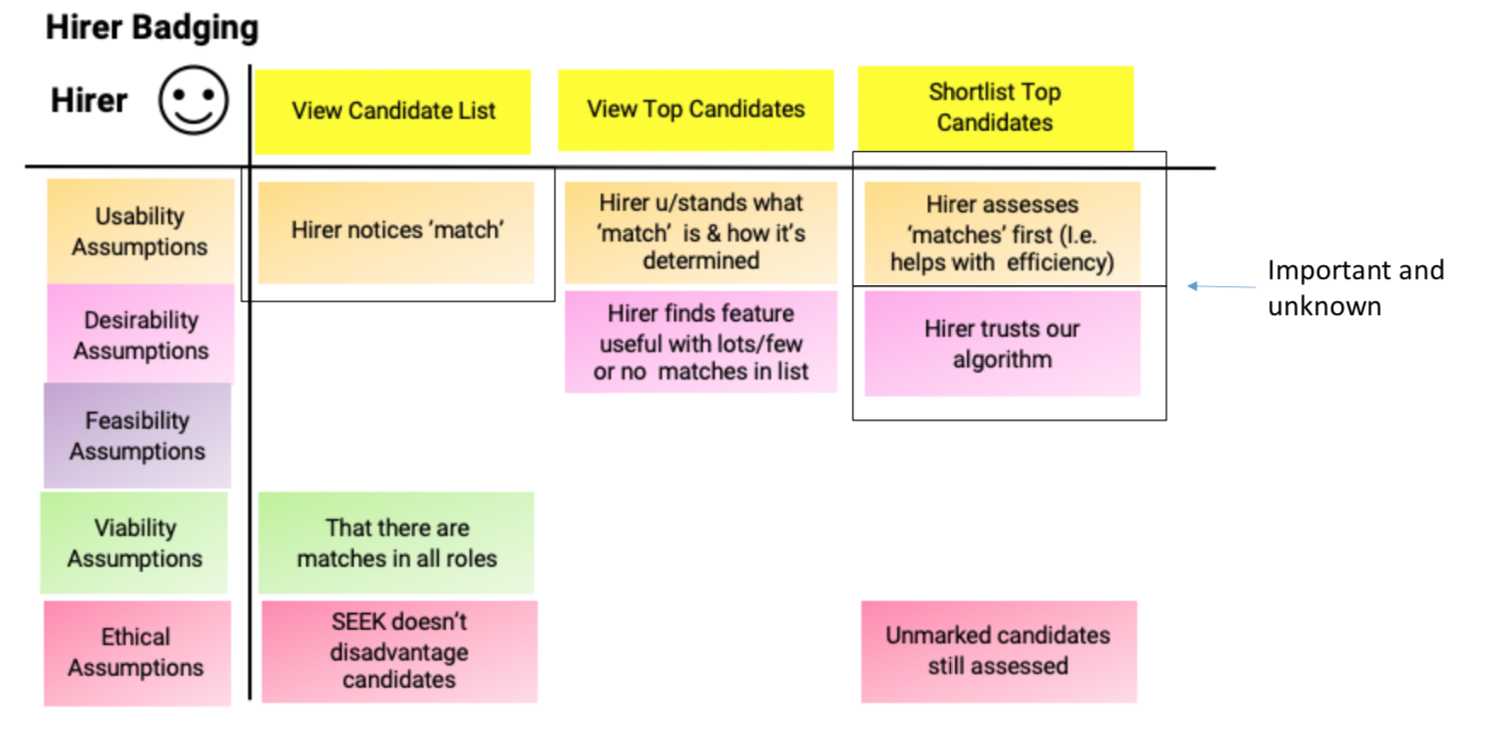 Hirer Badging
Hirer
View Candidate List
View Top Candidates
Shortlist Top
Candidates
Usability
Assumptions
Hirer notices ‘match’
Hirer u/stands what
‘match’ is & how it’s
determined
Hirer assesses
‘matches’ first (I.e.
helps with efficiency)
Important and
unknown
Desirability
Assumptions
Hirer finds feature
useful with lots/few
or no matches in list
Hirer trusts our
algorithm
Feasibility
Assumptions
Viability
Assumptions
That there are
matches in all roles
Ethical
Assumptions
SEEK doesn’t
disadvantage
candidates
Unmarked candidates
still assessed